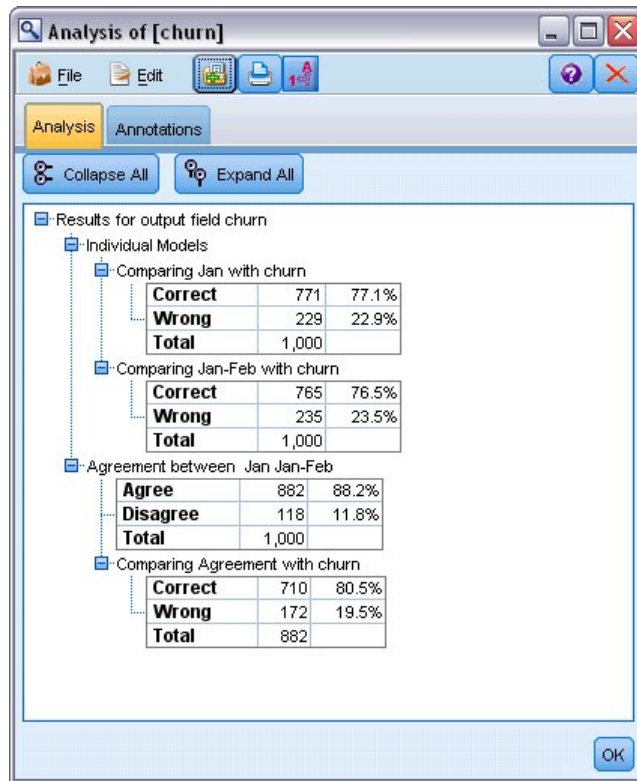 Analysis of [churn]
File Edit
Analysis Annotations
Collapse All Expand All
Results for output field churn
Individual Models
Comparing Jan with churn
Correct 771 77.1%
Wrong 229 22.9%
Total 1,000
Comparing Jan-Feb with churn
Correct 765 76.5%
Wrong 235 23.5%
Total 1,000
Agreement between Jan Jan-Feb
Agree 882 88.2%
Disagree 118 11.8%
Total 1,000
Comparing Agreement with churn
Correct 710 80.5%
Wrong 172 19.5%
Total 882
OK